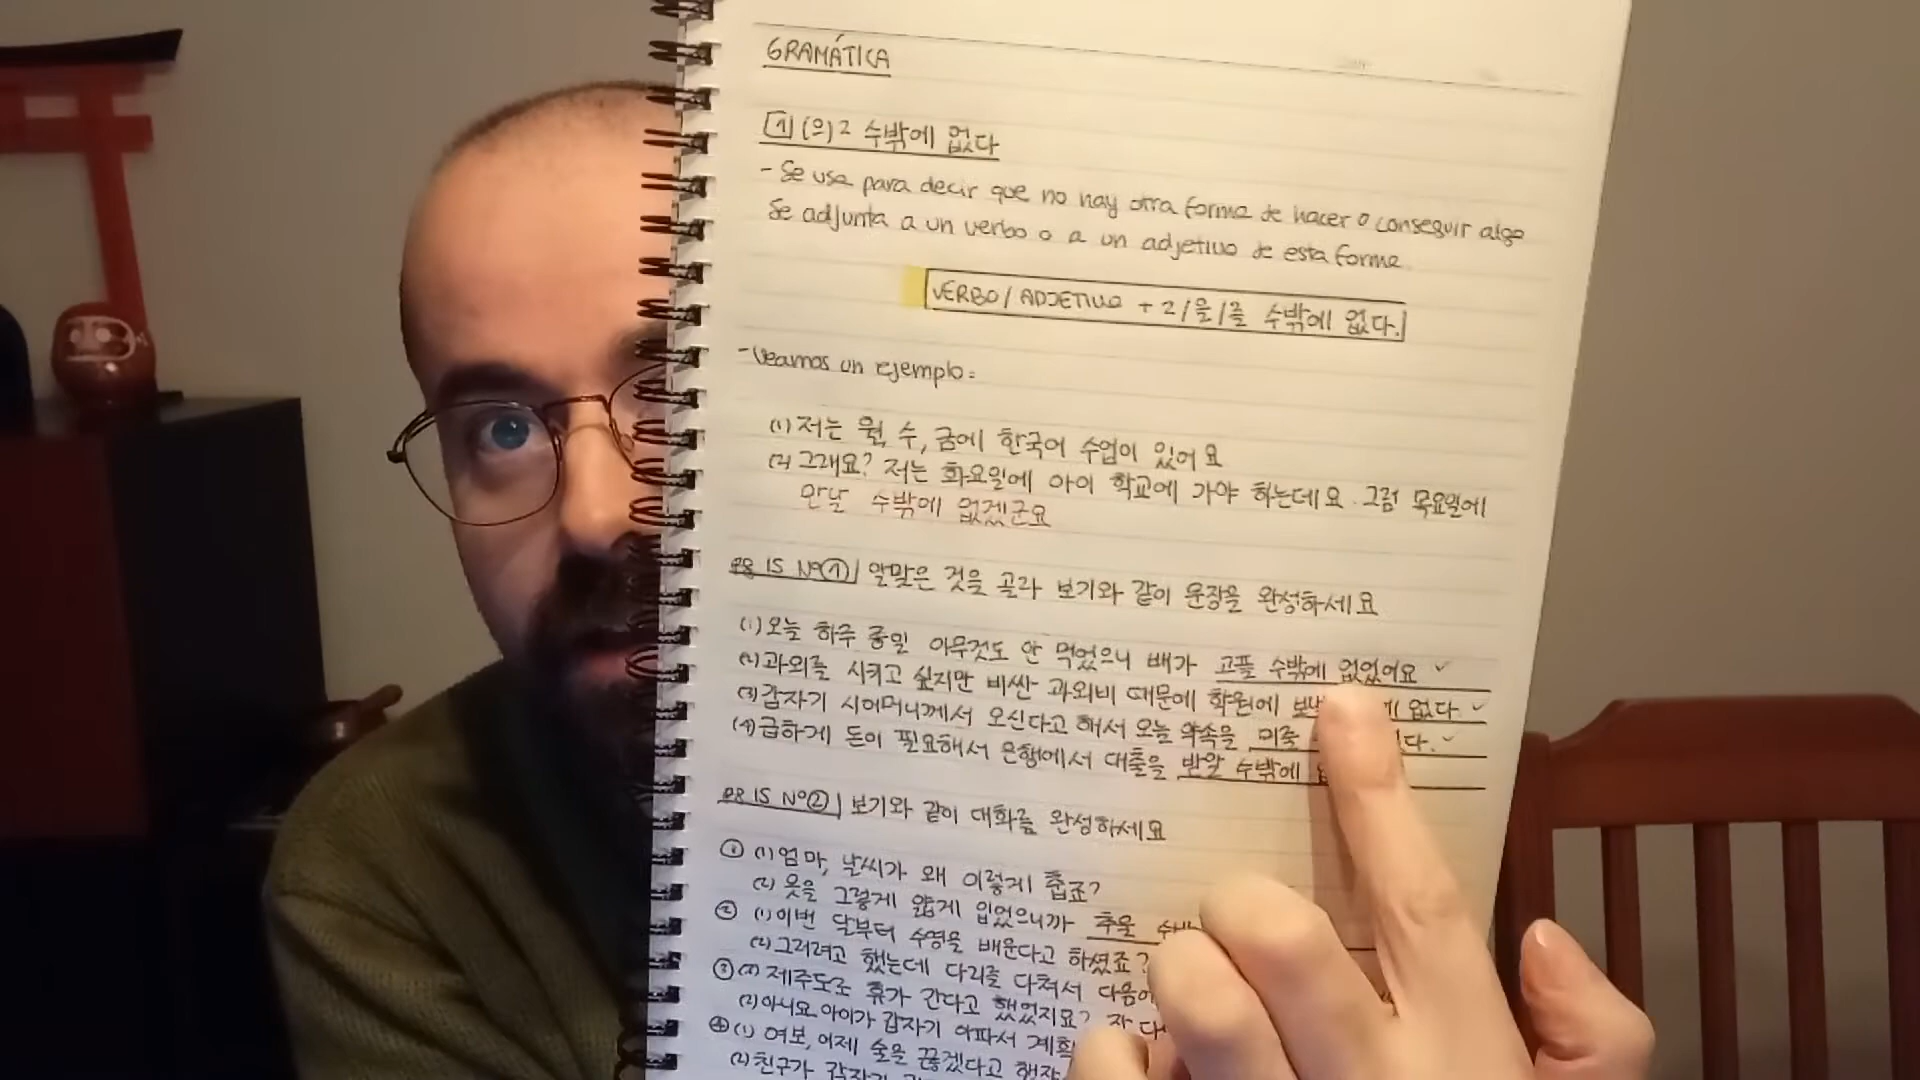 GRAMÁTICA
1 (으)ㄹ 수밖에 없다
- Se usa para decir que no hay otra forma de hacer o conseguir algo
Se adjunta a un verbo o a un adjetivo de esta forma.
VERBO / ADJETIVO + ㄹ/을/를 수밖에 없다.
- Veamos un ejemplo:
(1) 저는 월, 수, 금에 한국어 수업이 있어요
(2) 그래요? 저는 화요일에 아이 학교에 가야 하는데요. 그럼 목요일에
만날 수밖에 없겠군요
pg 15 Nº① 알맞은 것을 골라 보기와 같이 문장을 완성하세요
(1) 오늘 하주 종일 아무것도 안 먹었으니 배가 고플 수밖에 없었어요 ✓
(2) 과외를 시키고 싶지만 비싼 과외비 때문에 학원에 없다. ✓
(3) 갑자기 시어머니께서 오신다고 해서 오늘 약속을 미룰 ✓
(4) 급하게 돈이 필요해서 은행에서 대출을 받알 수밖에
pg 15 Nº② 보기와 같이 대화를 완성하세요
① (1) 엄마, 날씨가 왜 이렇게 춥죠?
(2) 옷을 그렇게 얇게 입었으니까 추울
② (1) 이번 달부터 수영을 배운다고 하셨죠?
(2) 그러려고 했는데 다리를 다쳐서
③ 제주도로 휴가 간다고 했었지요?
(2) 아니요 아이가 갑자기 아파서
④ (1) 여보, 어제 술을 끊겠다고
(2) 친구가 갑자기